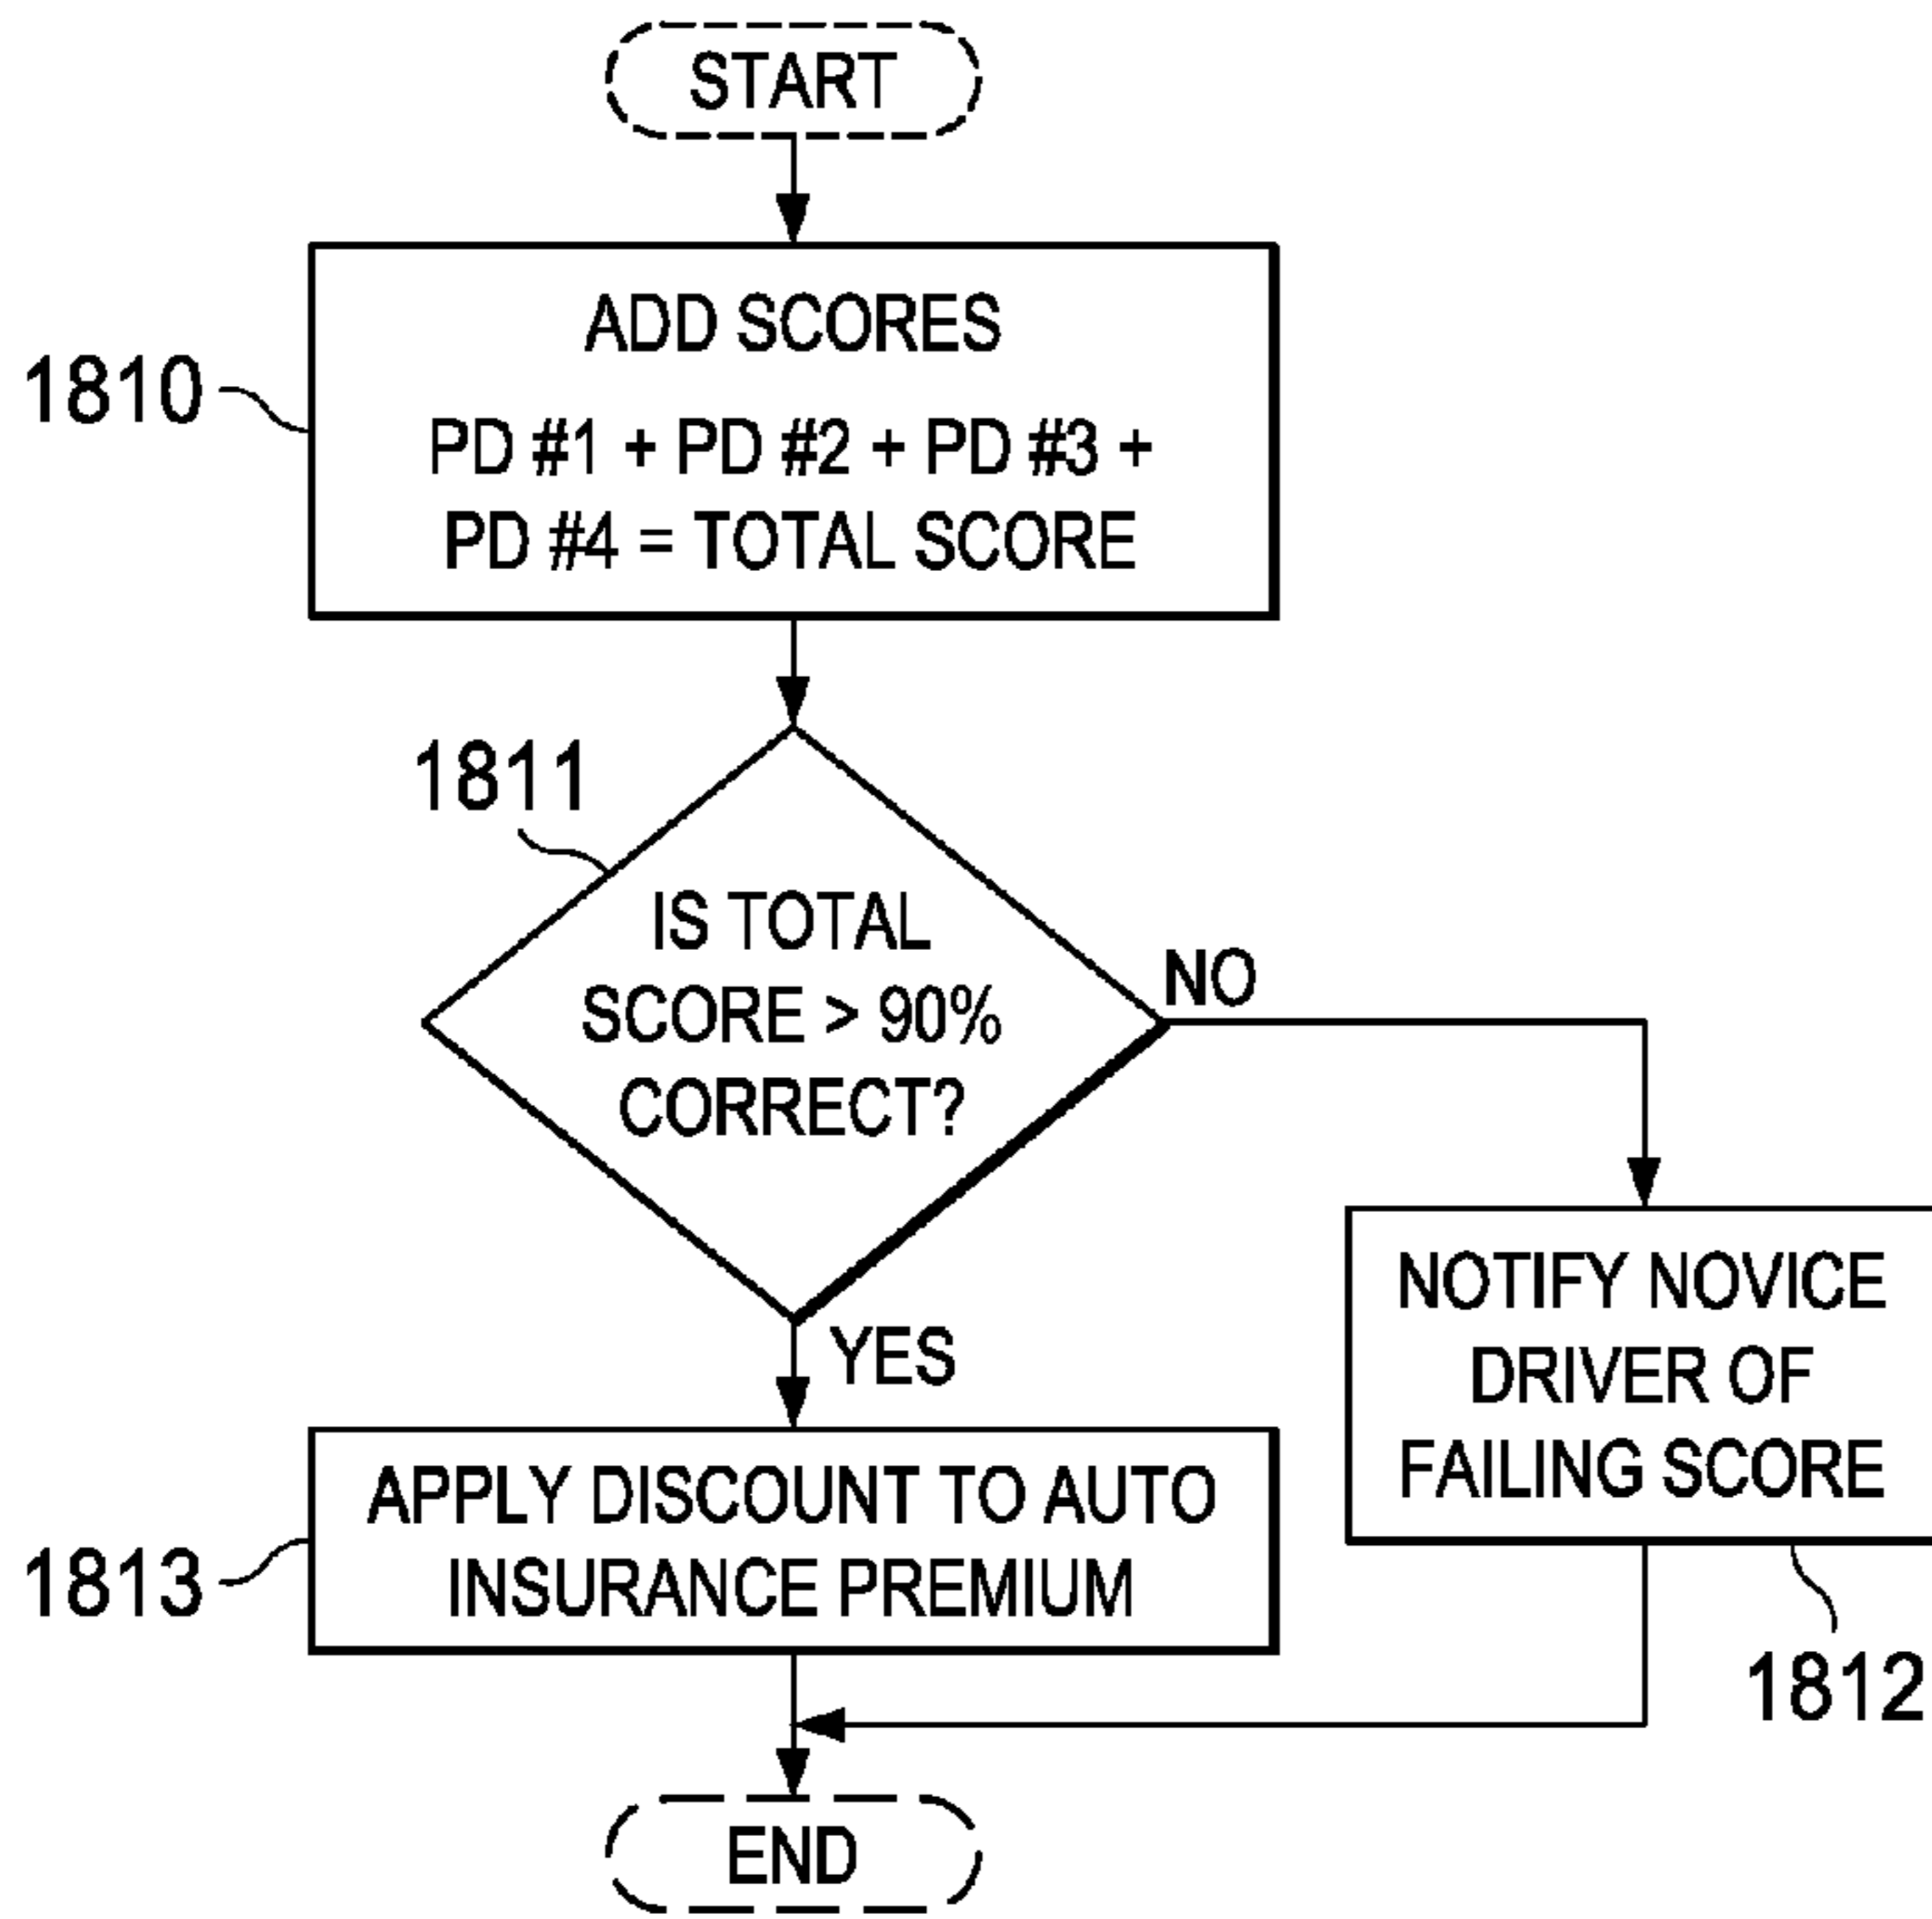 START
1810
ADD SCORES
PD #1 + PD #2 + PD #3 +
PD #4 = TOTAL SCORE
1811
IS TOTAL
SCORE > 90%
CORRECT?
NO
YES
NOTIFY NOVICE
DRIVER OF
FAILING SCORE
1812
1813
APPLY DISCOUNT TO AUTO
INSURANCE PREMIUM
END